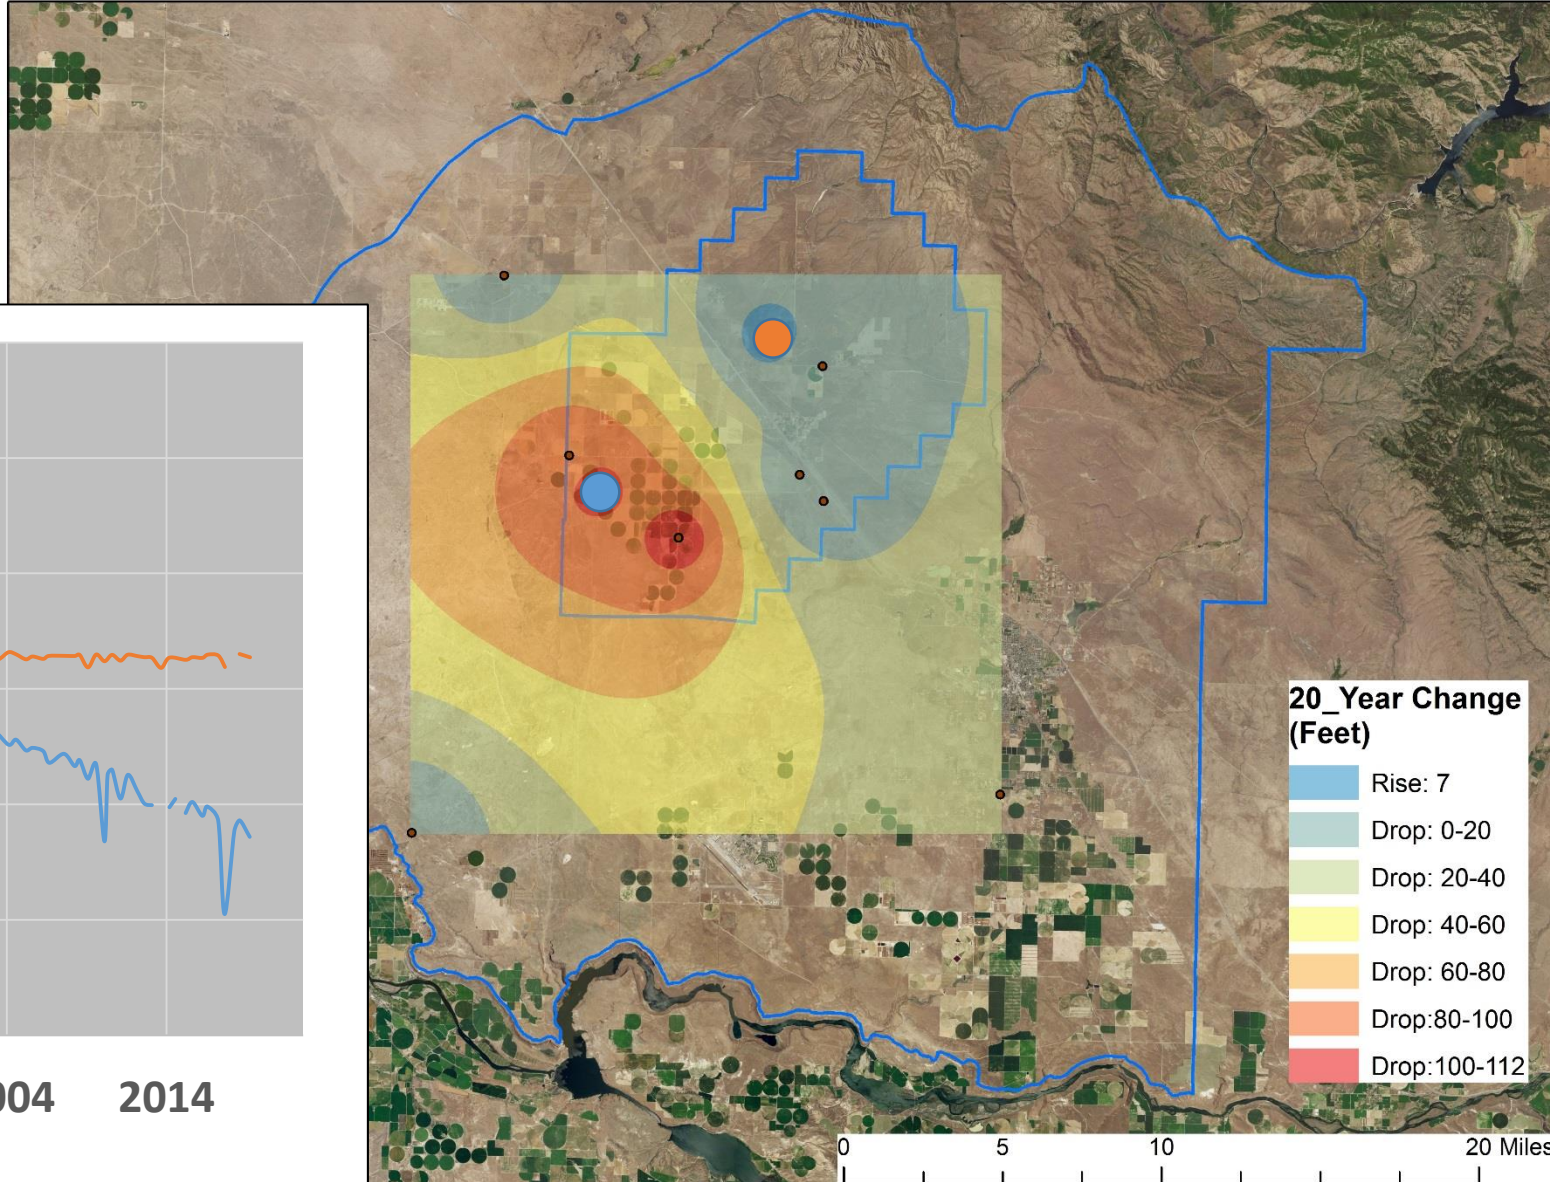 20_Year Change
(Feet)
Rise: 7
Drop: 0-20
Drop: 20-40
Drop: 40-60
Drop: 60-80
Drop:80-100
Drop:100-112
004 2014
0 5 10 20 Miles